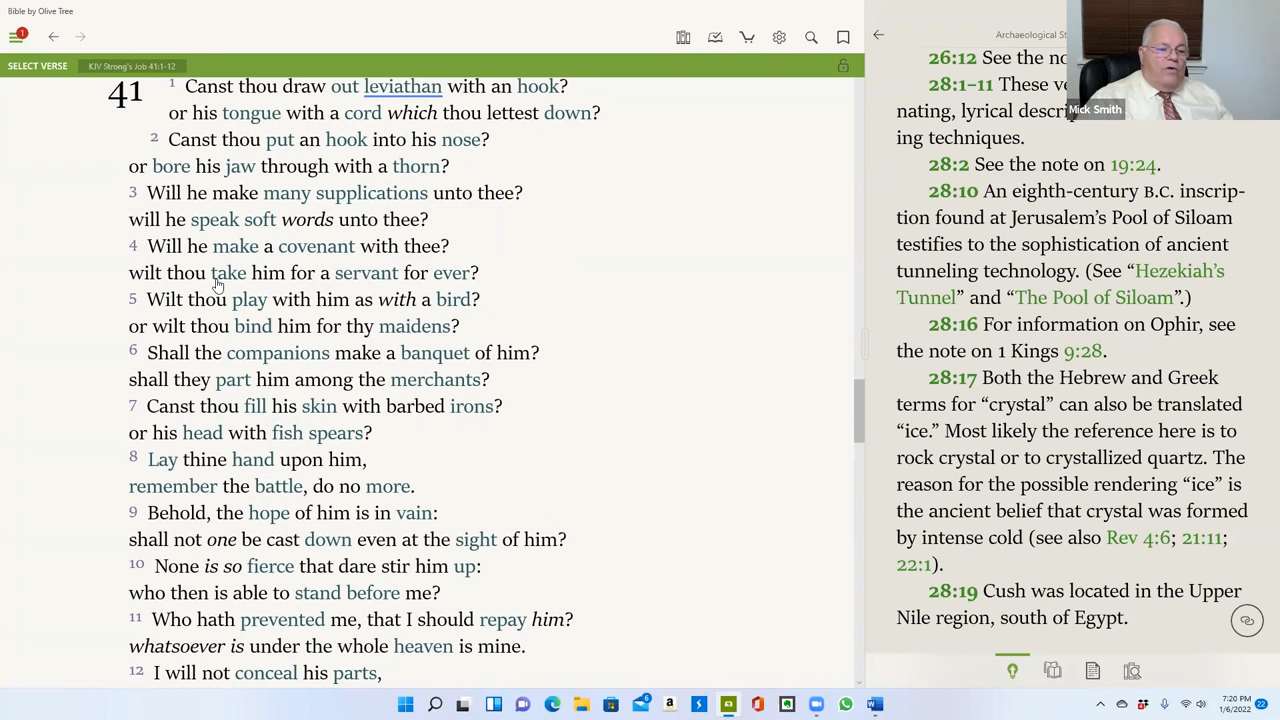 Bible by Olive Tree
1
SELECT VERSE
KJV Strong's Job 41:1-12
41
1 Canst thou draw out leviathan with an hook?
or his tongue with a cord which thou lettest down?
2 Canst thou put an hook into his nose?
or bore his jaw through with a thorn?
3 Will he make many supplications unto thee?
will he speak soft words unto thee?
4 Will he make a covenant with thee?
wilt thou take him for a servant for ever?
5 Wilt thou play with him as with a bird?
or wilt thou bind him for thy maidens?
6 Shall the companions make a banquet of him?
shall they part him among the merchants?
7 Canst thou fill his skin with barbed irons?
or his head with fish spears?
8 Lay thine hand upon him,
remember the battle, do no more.
9 Behold, the hope of him is in vain:
shall not one be cast down even at the sight of him?
10 None is so fierce that dare stir him up:
who then is able to stand before me?
11 Who hath prevented me, that I should repay him?
whatsoever is under the whole heaven is mine.
12 I will not conceal his parts,
Archaeological St
26:12 See the no
28:1–11 These ve
nating, lyrical descrip
ing techniques.
28:2 See the note on 19:24.
28:10 An eighth-century B.C. inscrip-
tion found at Jerusalem's Pool of Siloam
testifies to the sophistication of ancient
tunneling technology. (See “Hezekiah's
Tunnel” and “The Pool of Siloam”.)
28:16 For information on Ophir, see
the note on 1 Kings 9:28.
28:17 Both the Hebrew and Greek
terms for “crystal” can also be translated
“ice.” Most likely the reference here is to
rock crystal or to crystallized quartz. The
reason for the possible rendering “ice” is
the ancient belief that crystal was formed
by intense cold (see also Rev 4:6; 21:11;
22:1).
28:19 Cush was located in the Upper
Nile region, south of Egypt.
Mick Smith
6
7:20 PM
1/6/2022
22